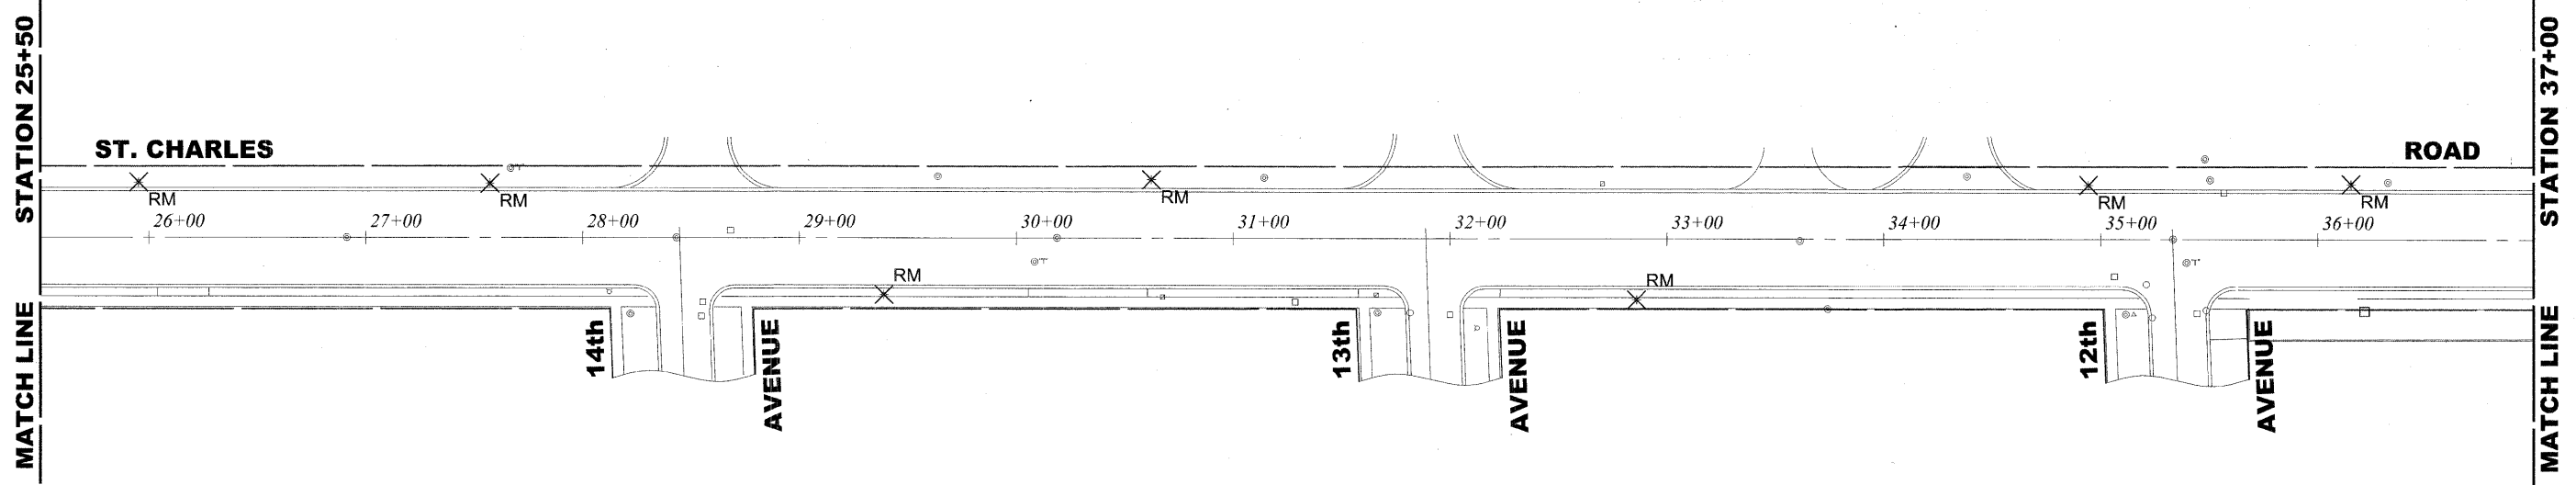 STATION 25+50
MATCH LINE
ST. CHARLES
ROAD
RM
RM
RM
RM
RM
26+00
27+00
28+00
29+00
30+00
31+00
32+00
33+00
34+00
35+00
36+00
RM
RM
14th
AVENUE
13th
AVENUE
12th
AVENUE
STATION 37+00
MATCH LINE